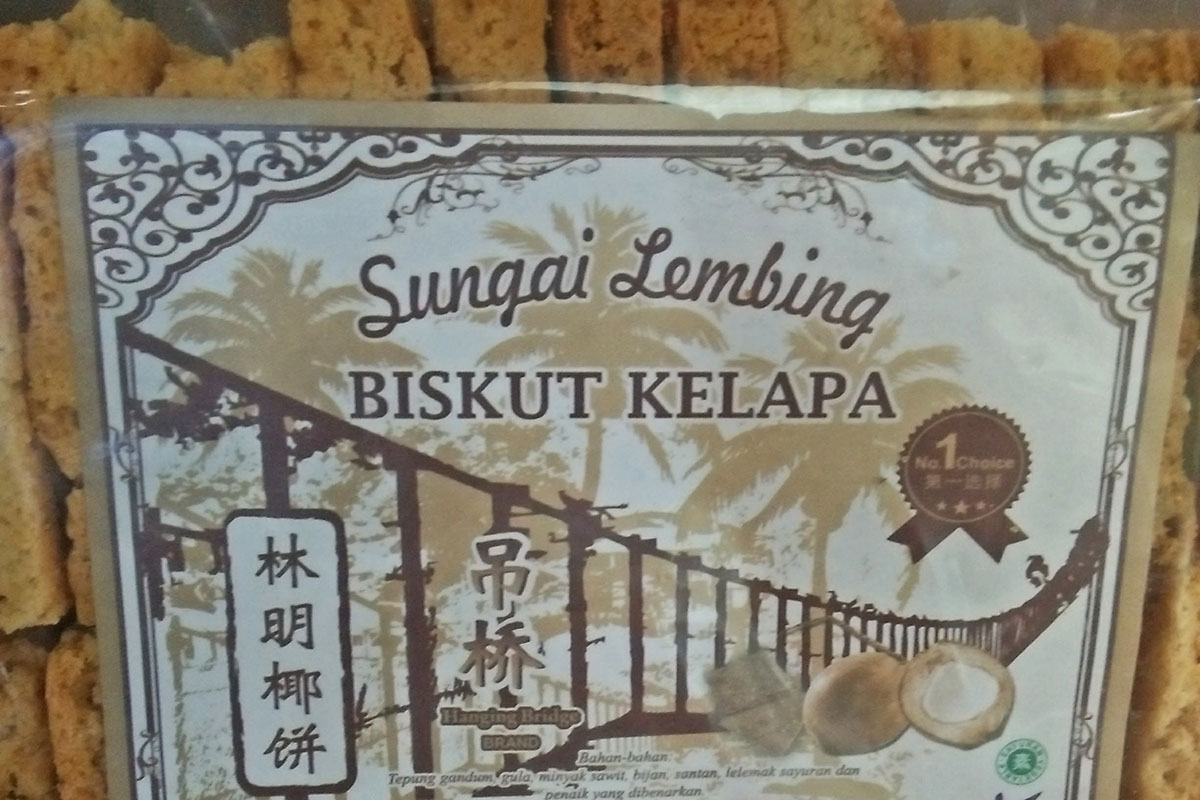 Sungai Lembing
BISKUT KELAPA
No.1 Choice
第一选择
林明椰饼
吊桥
Hanging Bridge
BRAND
Bahan-bahan:
Tepung gandum, gula, minyak sawit, bijan, santan, lelemak sayuran dan
penaik yang dibenarkan.